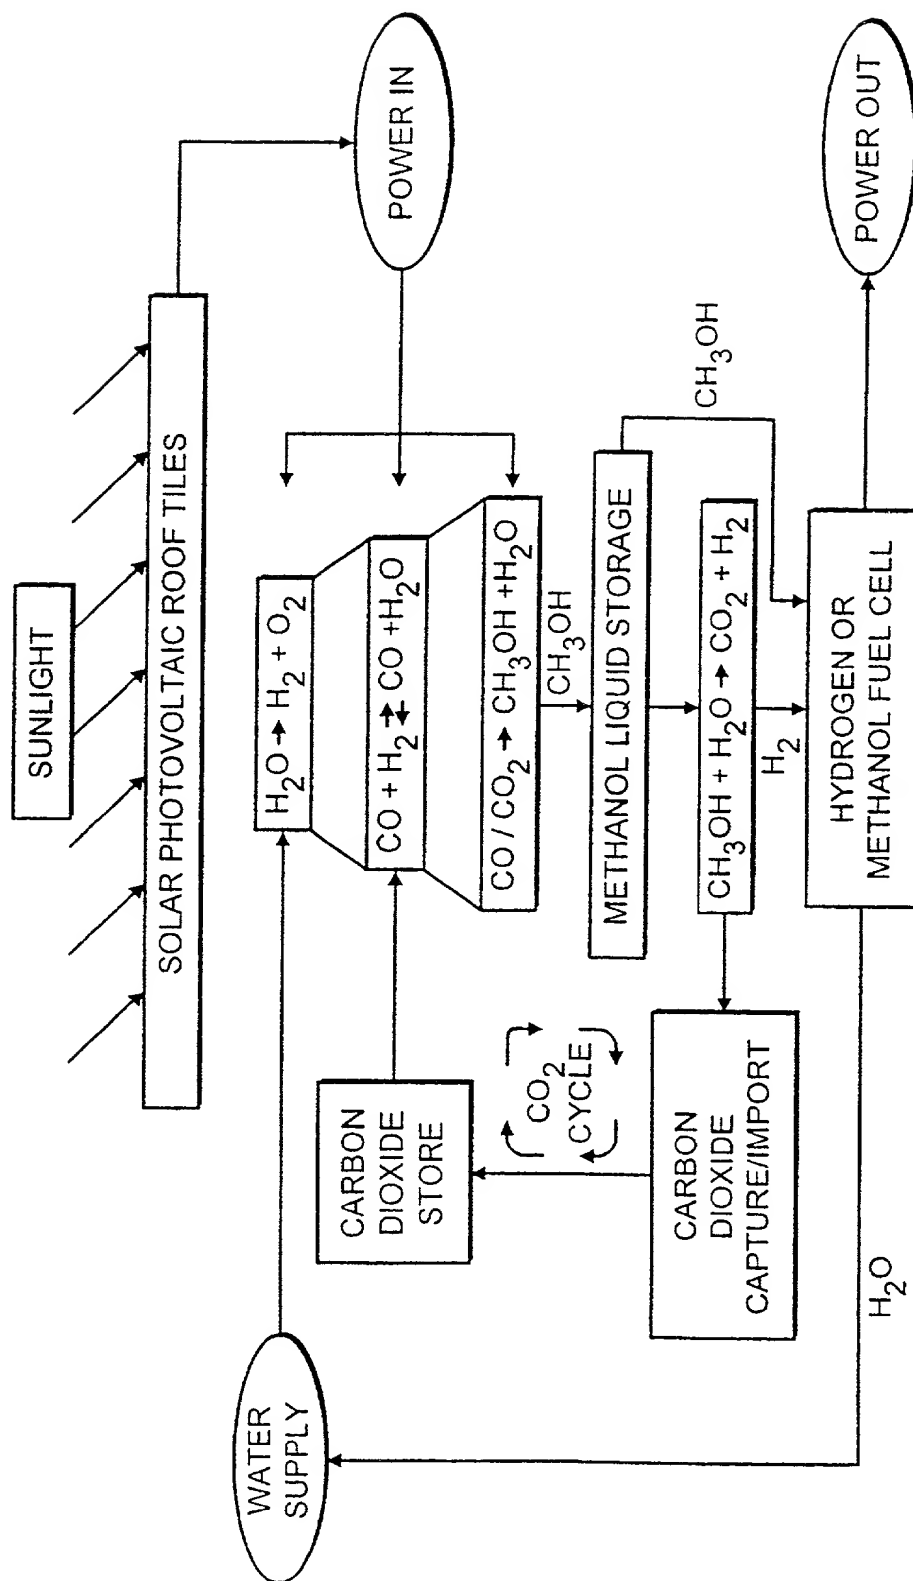 SUNLIGHT
SOLAR PHOTOVOLTAIC ROOF TILES
POWER IN
WATER
SUPPLY
H₂O → H₂ + O₂
CARBON
DIOXIDE
STORE
CO + H₂ ⇄ CO + H₂O
CO / CO₂ → CH₃OH + H₂O
CO₂
CYCLE
CH₃OH
METHANOL LIQUID STORAGE
CH₃OH
CARBON
DIOXIDE
CAPTURE/IMPORT
CH₃OH + H₂O → CO₂ + H₂
H₂
HYDROGEN OR
METHANOL FUEL CELL
POWER OUT
H₂O